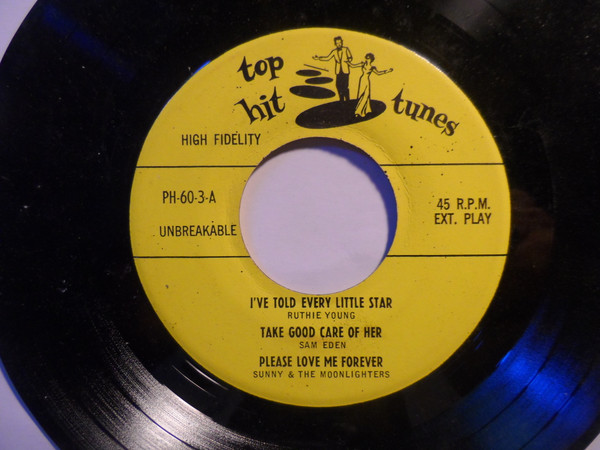 top
hit tunes
HIGH FIDELITY
PH-60-3-A
UNBREAKABLE
45 R.P.M.
EXT. PLAY
I'VE TOLD EVERY LITTLE STAR
RUTHIE YOUNG
TAKE GOOD CARE OF HER
SAM EDEN
PLEASE LOVE ME FOREVER
SUNNY & THE MOONLIGHTERS